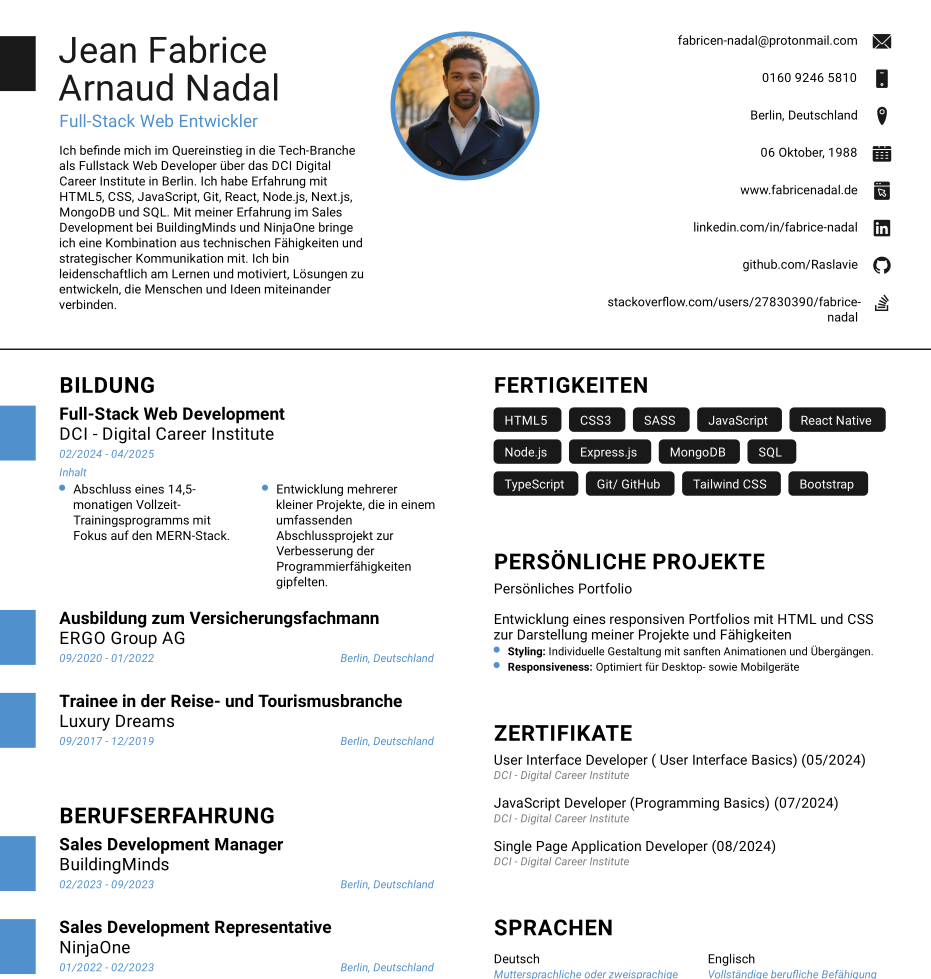 Jean Fabrice
Arnaud Nadal
Full-Stack Web Entwickler
Ich befinde mich im Quereinstieg in die Tech-Branche
als Fullstack Web Developer über das DCI Digital
Career Institute in Berlin. Ich habe Erfahrung mit
HTML5, CSS, JavaScript, Git, React, Node.js, Next.js,
MongoDB und SQL. Mit meiner Erfahrung im Sales
Development bei BuildingMinds und NinjaOne bringe
ich eine Kombination aus technischen Fähigkeiten und
strategischer Kommunikation mit. Ich bin
leidenschaftlich am Lernen und motiviert, Lösungen zu
entwickeln, die Menschen und Ideen miteinander
verbinden.
fabricen-nadal@protonmail.com
0160 9246 5810
Berlin, Deutschland
06 Oktober, 1988
www.fabricenadal.de
linkedin.com/in/fabrice-nadal
github.com/Raslavie
stackoverflow.com/users/27830390/fabrice-
nadal
BILDUNG
Full-Stack Web Development
DCI - Digital Career Institute
02/2024 - 04/2025
Inhalt
Abschluss eines 14,5-
monatigen Vollzeit-
Trainingsprogramms mit
Fokus auf den MERN-Stack.
Entwicklung mehrerer
kleiner Projekte, die in einem
umfassenden
Abschlussprojekt zur
Verbesserung der
Programmierfähigkeiten
gipfelten.
Ausbildung zum Versicherungsfachmann
ERGO Group AG
09/2020 - 01/2022 Berlin, Deutschland
Trainee in der Reise- und Tourismusbranche
Luxury Dreams
09/2017 - 12/2019 Berlin, Deutschland
BERUFSERFAHRUNG
Sales Development Manager
BuildingMinds
02/2023 - 09/2023 Berlin, Deutschland
Sales Development Representative
NinjaOne
01/2022 - 02/2023 Berlin, Deutschland
FERTIGKEITEN
HTML5 CSS3 SASS JavaScript React Native
Node.js Express.js MongoDB SQL
TypeScript Git/ GitHub Tailwind CSS Bootstrap
PERSÖNLICHE PROJEKTE
Persönliches Portfolio
Entwicklung eines responsiven Portfolios mit HTML und CSS
zur Darstellung meiner Projekte und Fähigkeiten
Styling: Individuelle Gestaltung mit sanften Animationen und Übergängen.
Responsiveness: Optimiert für Desktop- sowie Mobilgeräte
ZERTIFIKATE
User Interface Developer ( User Interface Basics) (05/2024)
DCI - Digital Career Institute
JavaScript Developer (Programming Basics) (07/2024)
DCI - Digital Career Institute
Single Page Application Developer (08/2024)
DCI - Digital Career Institute
SPRACHEN
Deutsch Englisch
Muttersprachliche oder zweisprachige Vollständige berufliche Befähigung